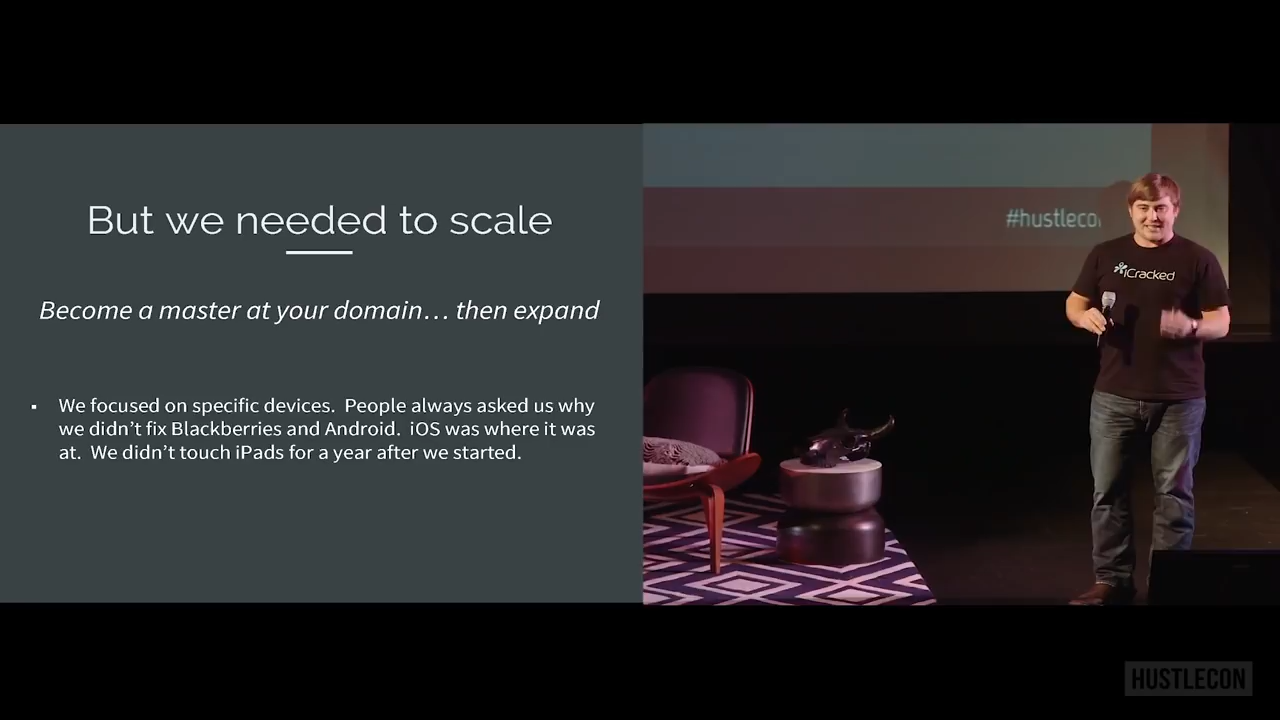 But we needed to scale
Become a master at your domain… then expand
▪ We focused on specific devices.  People always asked us why
we didn't fix Blackberries and Android.  iOS was where it was
at.  We didn't touch iPads for a year after we started.
#hustlecon
iCracked
HUSTLECON